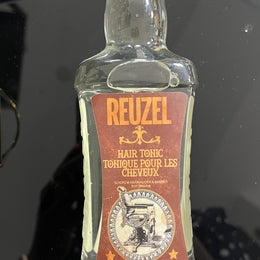 REUZEL
HAIR TONIC
TONIQUE POUR LES
CHEVEUX